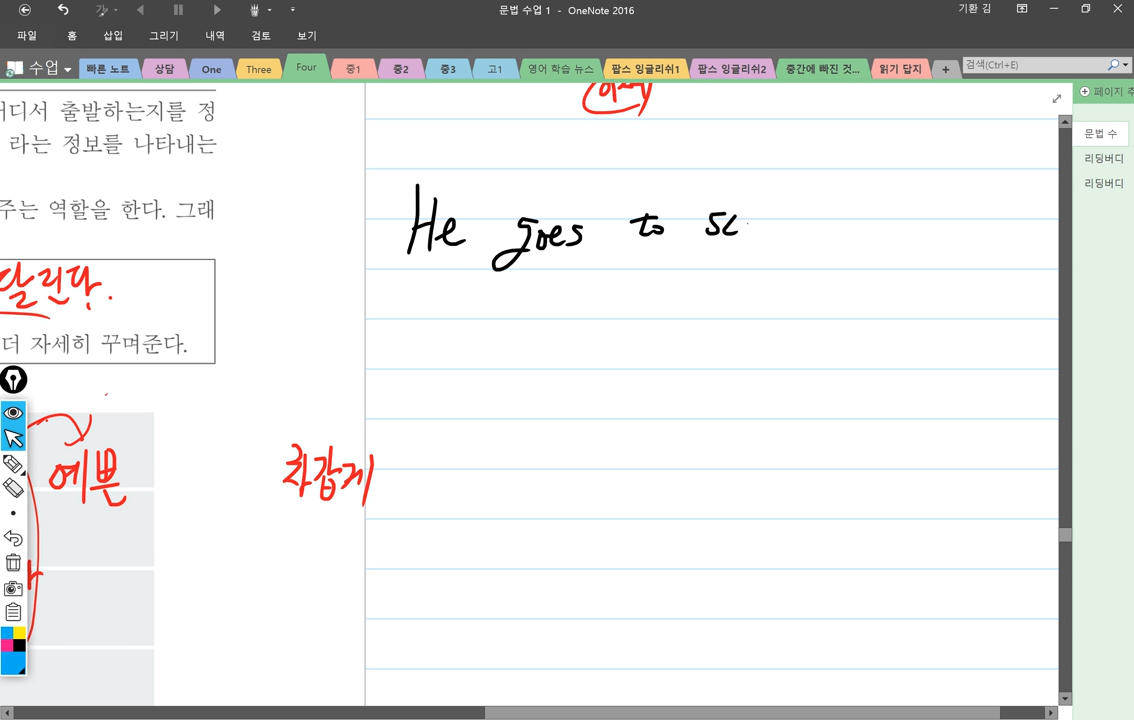 문법 수업 1 - OneNote 2016
기환 김
파일 홈 삽입 그리기 내역 검토 보기
수업 빠른 노트 상담 One Three Four 중1 중2 중3 고1 영어 학습 뉴스 팝스 잉글리쉬1 팝스 잉글리쉬2 중간에 빠진 것... 읽기 답지 + 검색(Ctrl+E)
페이지 추
문법 수
리딩버디
리딩버디
어디서 출발하는지를 정
라는 정보를 나타내는
주는 역할을 한다. 그래
달린다.
더 자세히 꾸며준다.
예쁜
He goes to sc